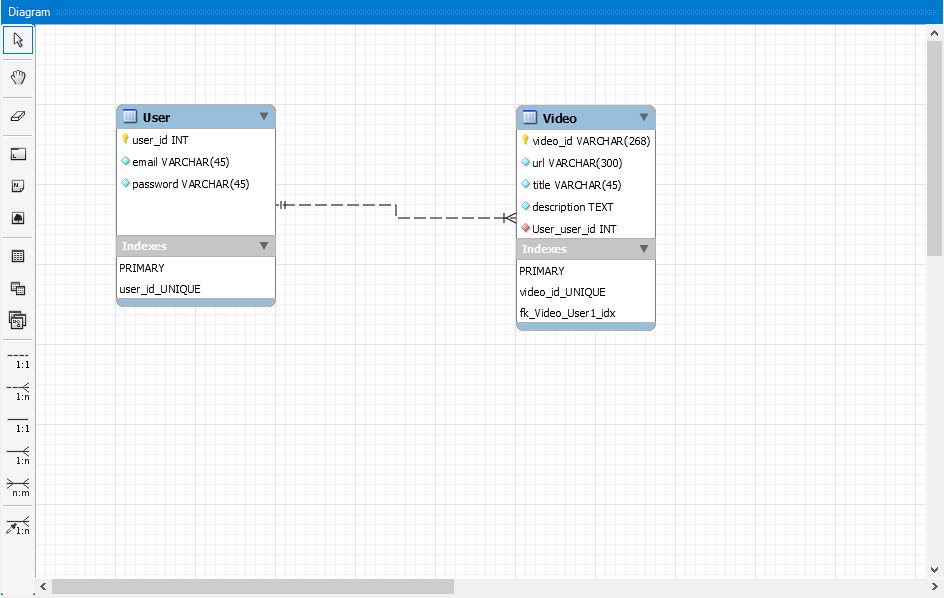 Diagram
User
user_id INT
email VARCHAR(45)
password VARCHAR(45)
Indexes
PRIMARY
user_id_UNIQUE
Video
video_id VARCHAR(268)
url VARCHAR(300)
title VARCHAR(45)
description TEXT
User_user_id INT
Indexes
PRIMARY
video_id_UNIQUE
fk_Video_User1_idx
1:1
1:n
1:1
1:n
n:m
1:n